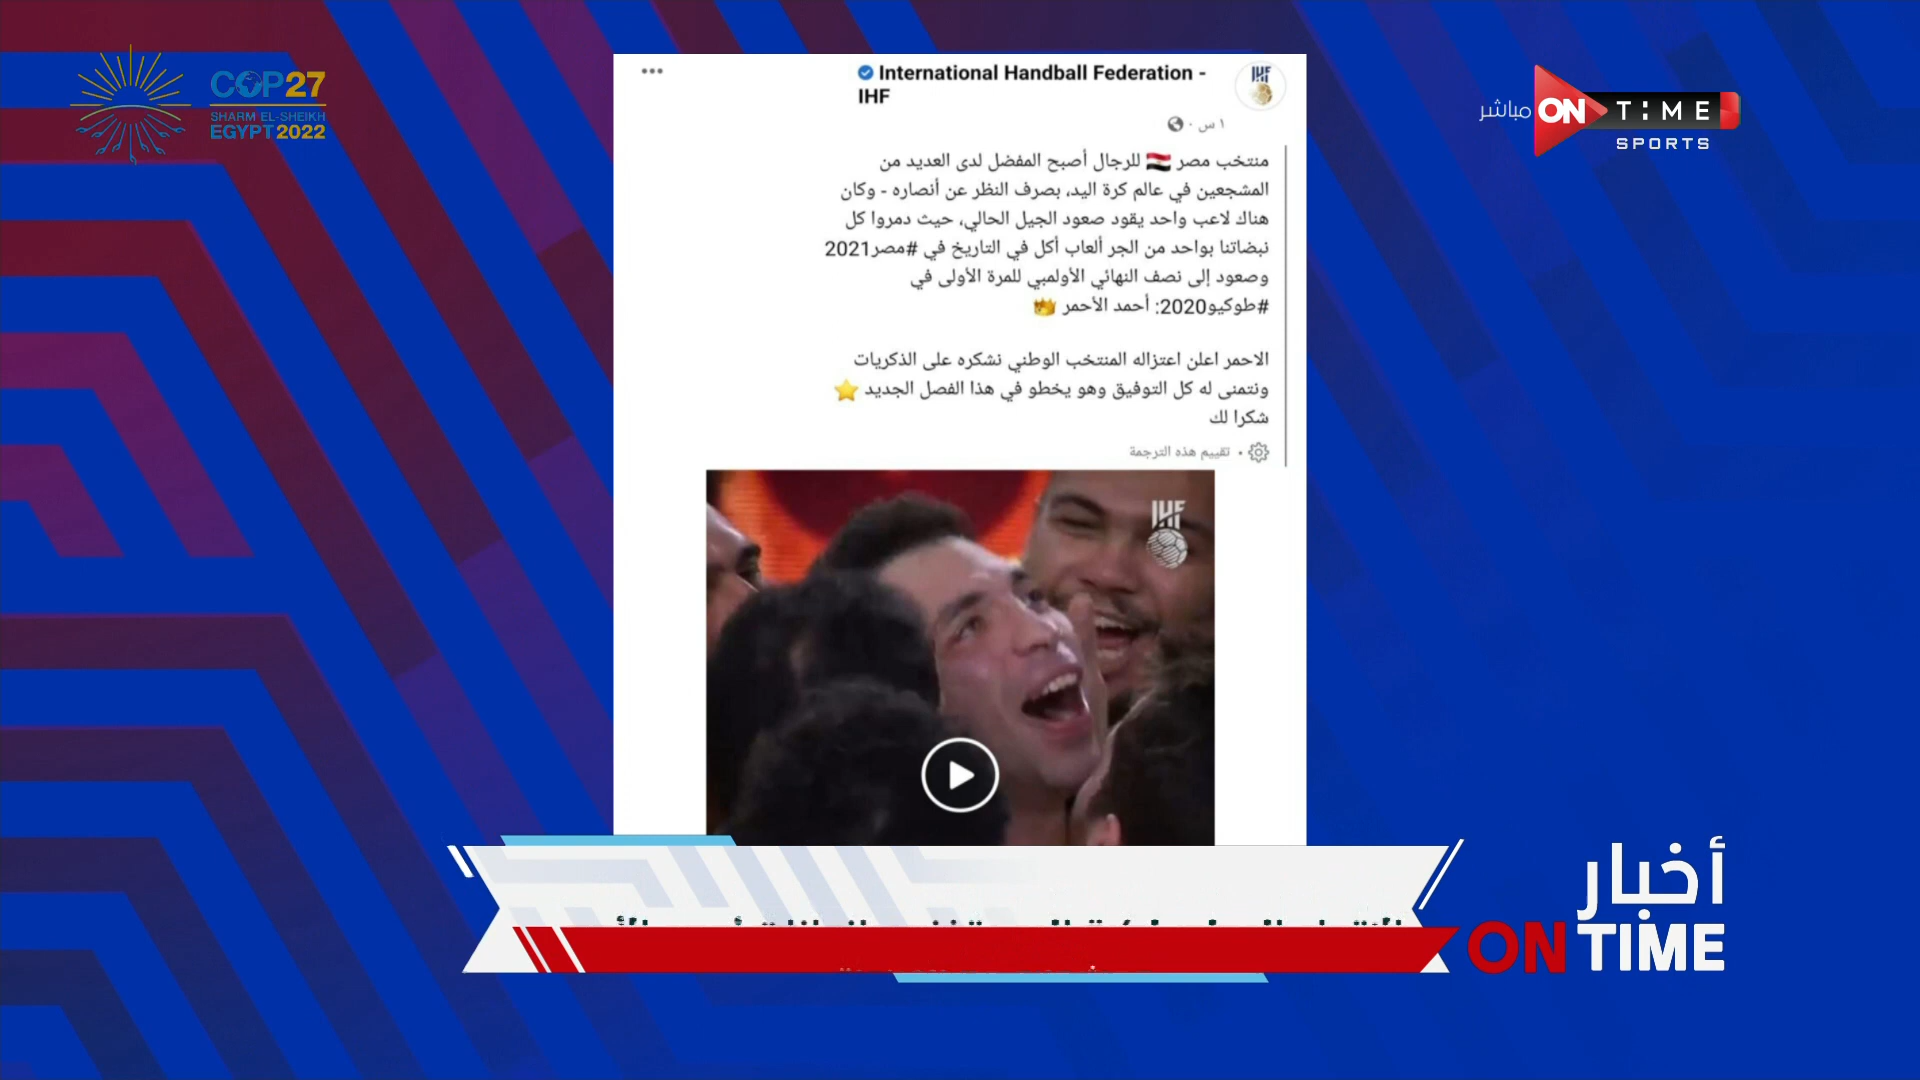 COP27
SHARM EL-SHEIKH
EGYPT 2022
مباشر
ON TIME
SPORTS
International Handball Federation -
IHF
١ س
منتخب مصر 🇪🇬 للرجال أصبح المفضل لدى العديد من
المشجعين في عالم كرة اليد، بصرف النظر عن أنصاره - وكان
هناك لاعب واحد يقود صعود الجيل الحالي، حيث دمروا كل
نبضاتنا بواحد من الجر ألعاب أكل في التاريخ في #مصر2021
وصعود إلى نصف النهائي الأولمبي للمرة الأولى في
#طوكيو2020: أحمد الأحمر 👑
الاحمر اعلن اعتزاله المنتخب الوطني نشكره على الذكريات
ونتمنى له كل التوفيق وهو يخطو في هذا الفصل الجديد ⭐
شكرا لك
تقييم هذه الترجمة
IHF
أخبار
ON TIME